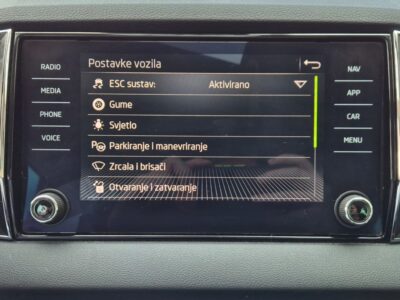 Postavke vozila
ESC sustav: Aktivirano
Gume
Svjetlo
Parkiranje i manevriranje
Zrcala i brisači
Otvaranje i zatvaranje
RADIO
MEDIA
PHONE
VOICE
NAV
APP
CAR
MENU